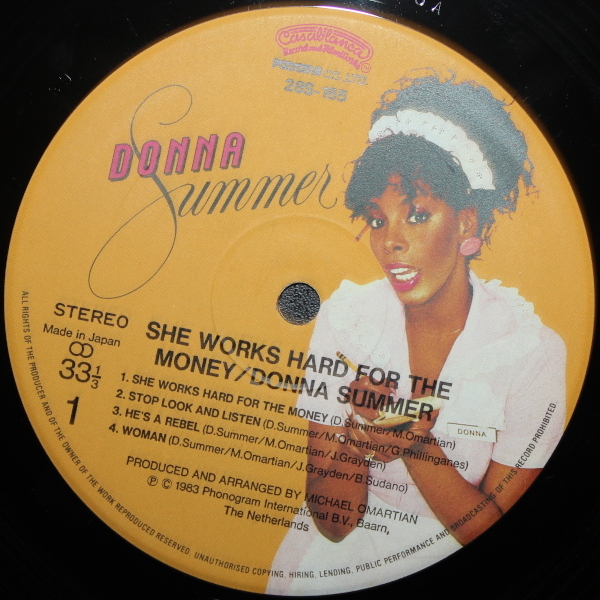 Casablanca
Record and FilmWorks
28S-165
DONNA
Summer
STEREO
Made in Japan
33 1/3
1
SHE WORKS HARD FOR THE
MONEY/DONNA SUMMER
1. SHE WORKS HARD FOR THE MONEY (D.Summer/M.Omartian)
2. STOP LOOK AND LISTEN (D.Summer/M.Omartian/G.Phillinganes)
3. HE'S A REBEL (D.Summer/M.Omartian/J.Grayden)
4. WOMAN (D.Summer/M.Omartian/J.Grayden/B.Sudano)
DONNA
PRODUCED AND ARRANGED BY MICHAEL OMARTIAN
Ⓟ © 1983 Phonogram International B.V., Baarn,
The Netherlands
ALL RIGHTS OF THE PRODUCER AND OF THE OWNER OF THE WORK REPRODUCED RESERVED. UNAUTHORISED COPYING, HIRING, LENDING, PUBLIC PERFORMANCE AND BROADCASTING OF THIS RECORD PROHIBITED.